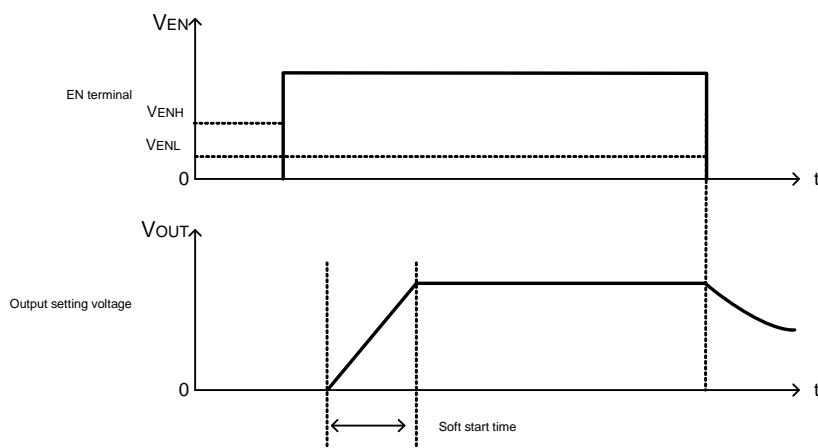 VEN
EN terminal
VENH
VENL
0
t
VOUT
Output setting voltage
0
t
Soft start time